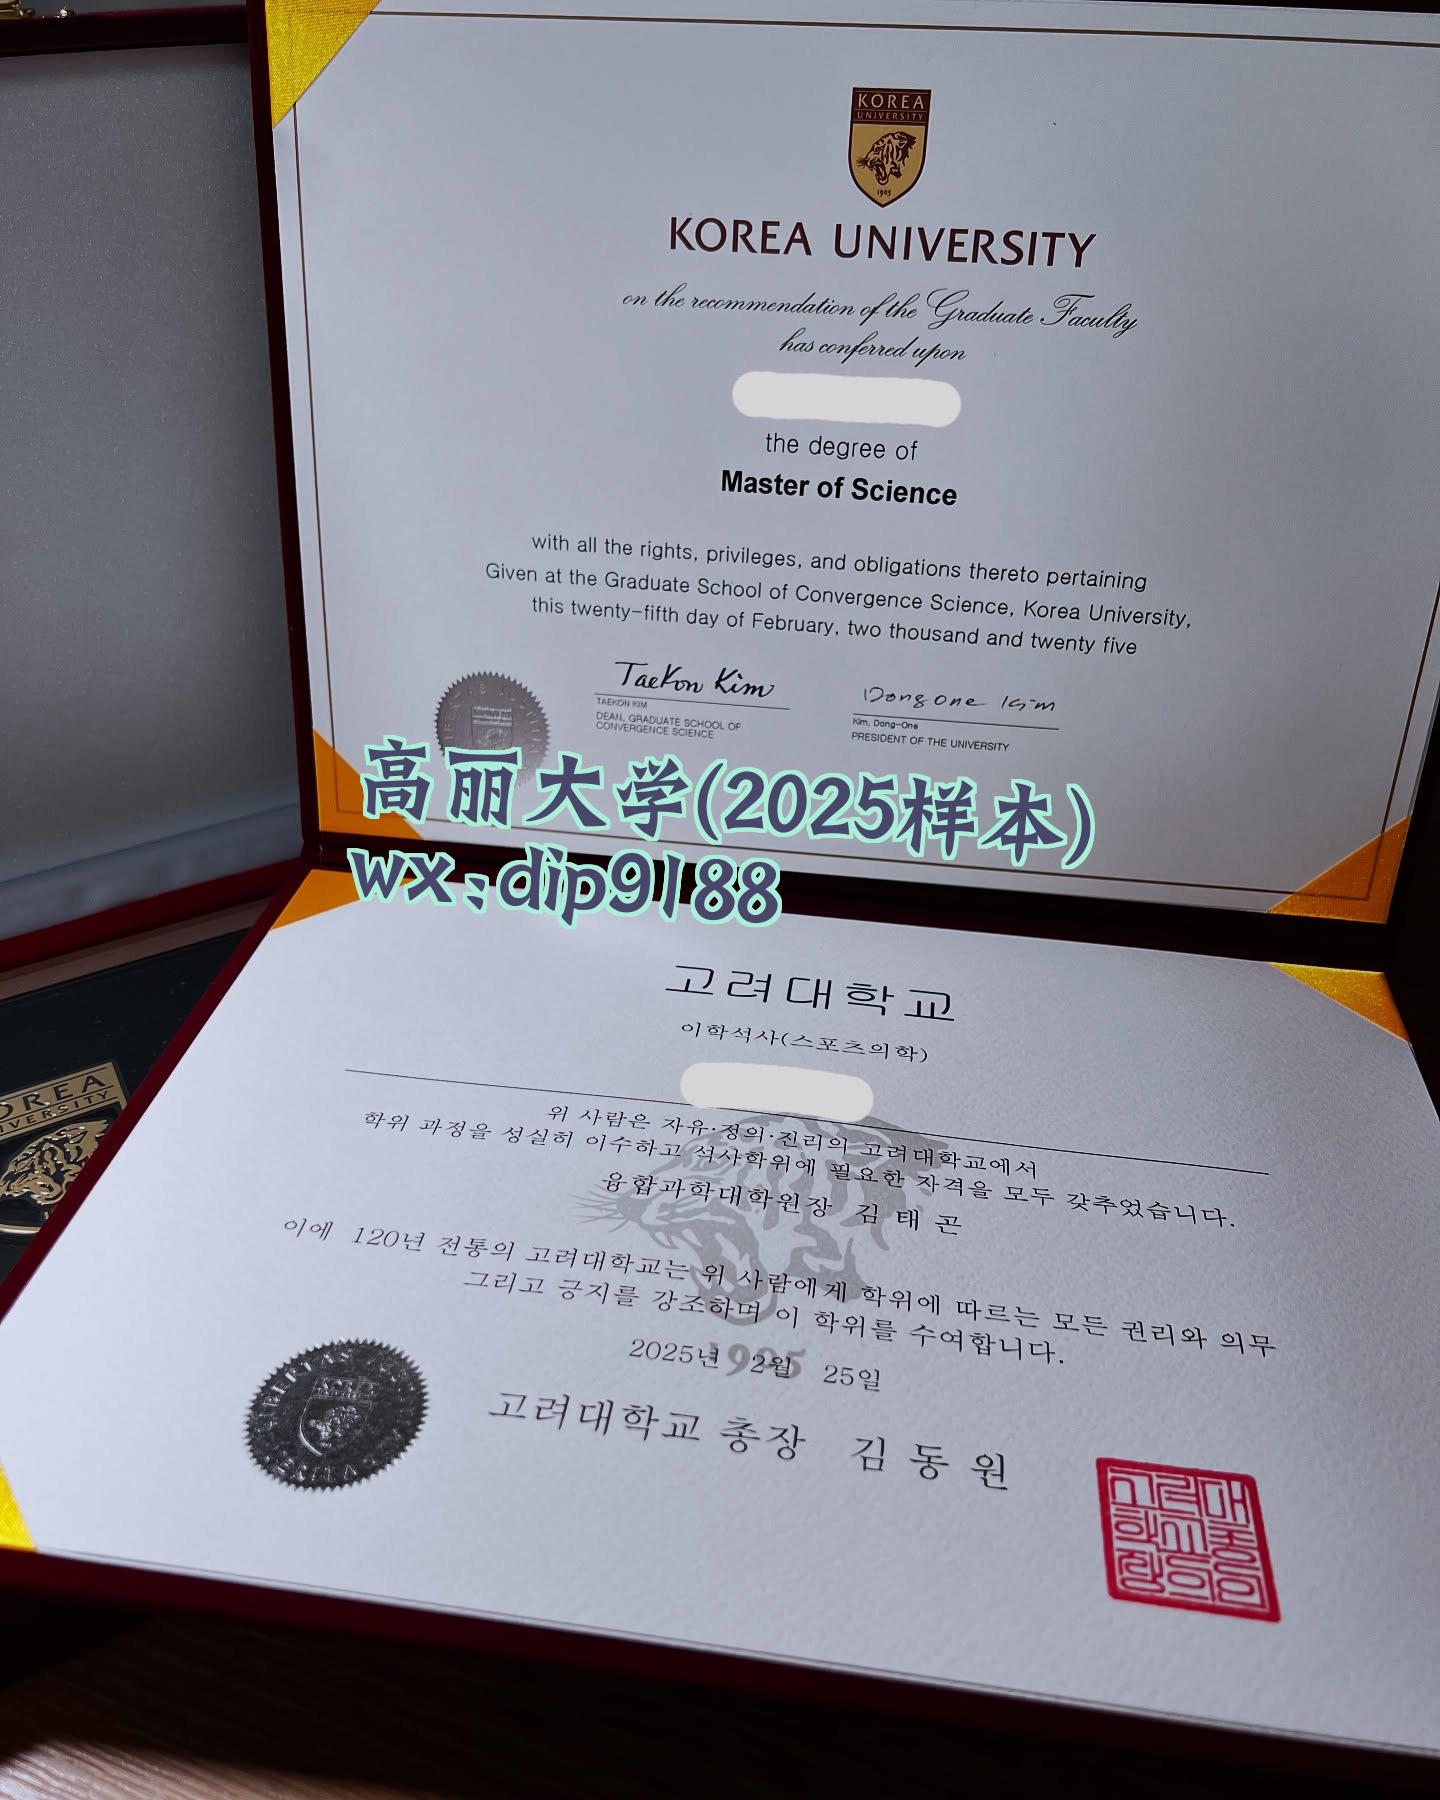 KOREA
UNIVERSITY
1905
KOREA UNIVERSITY
on the recommendation of the Graduate Faculty
has conferred upon
the degree of
Master of Science
with all the rights, privileges, and obligations thereto pertaining
Given at the Graduate School of Convergence Science, Korea University,
this twenty-fifth day of February, two thousand and twenty five
TaeKon Kim
Dong One Kim
TAEKON KIM
DEAN, GRADUATE SCHOOL OF
CONVERGENCE SCIENCE
Kim, Dong-One
PRESIDENT OF THE UNIVERSITY
高丽大学(2025样本)
wx:dip9188
고려대학교
이학석사(스포츠의학)
위 사람은 자유·정의·진리의 고려대학교에서
학위 과정을 성실히 이수하고 석사학위에 필요한 자격을 모두 갖추었습니다.
융합과학대학원장 김 태 곤
이에 120년 전통의 고려대학교는 위 사람에게 학위에 따르는 모든 권리와 의무
그리고 긍지를 강조하며 이 학위를 수여합니다.
1905
2025년 2월 25일
고려대학교 총장 김 동 원
OREA
IVERSITY
KOREA